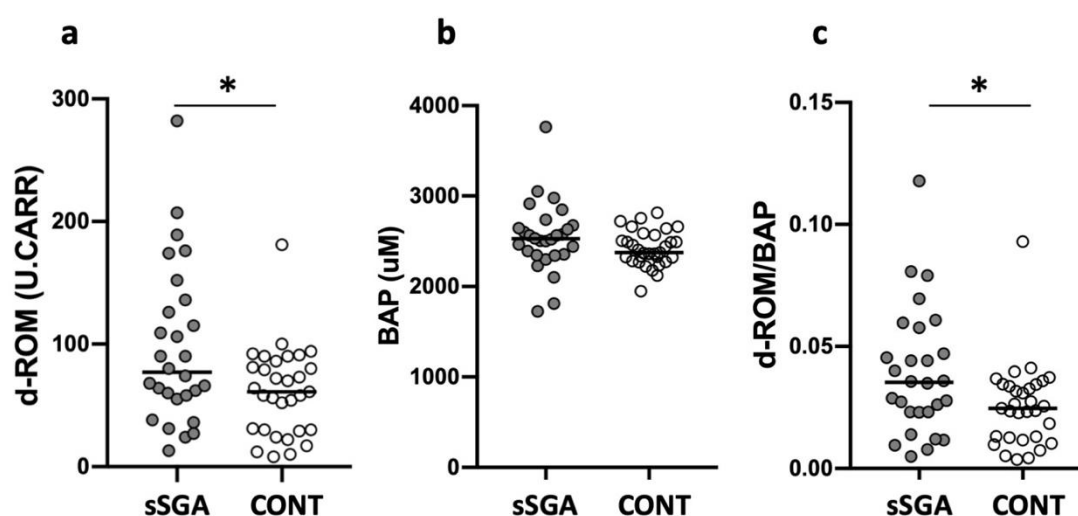 a
b
c
*
*
300
200
100
0
d-ROM (U.CARR)
sSGA CONT
4000
3000
2000
1000
0
BAP (uM)
sSGA CONT
0.15
0.10
0.05
0.00
d-ROM/BAP
sSGA CONT